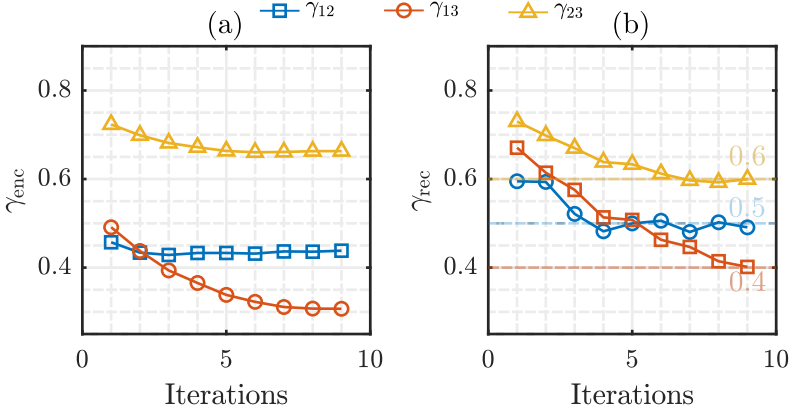 γ12 γ13 γ23
(a) (b)
0.8 0.8
0.6 0.6 0.6
0.5
0.4 0.4 0.4
γenc γrec
0 5 10 0 5 10
Iterations Iterations